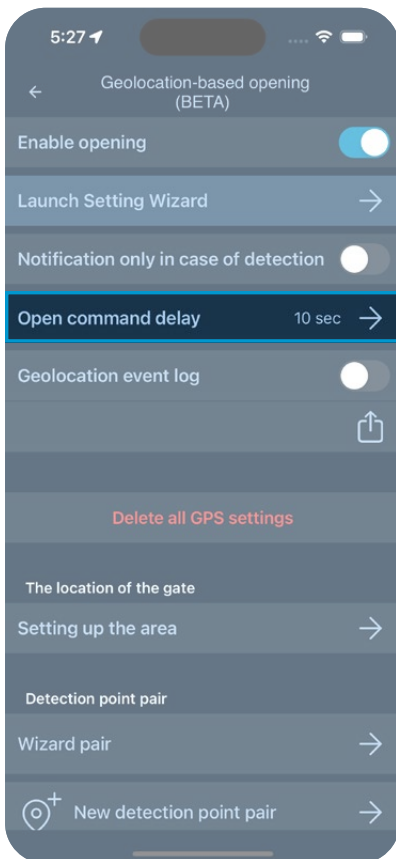 5:27
Geolocation-based opening
(BETA)
Enable opening
Launch Setting Wizard
Notification only in case of detection
Open command delay 10 sec
Geolocation event log
Delete all GPS settings
The location of the gate
Setting up the area
Detection point pair
Wizard pair
New detection point pair